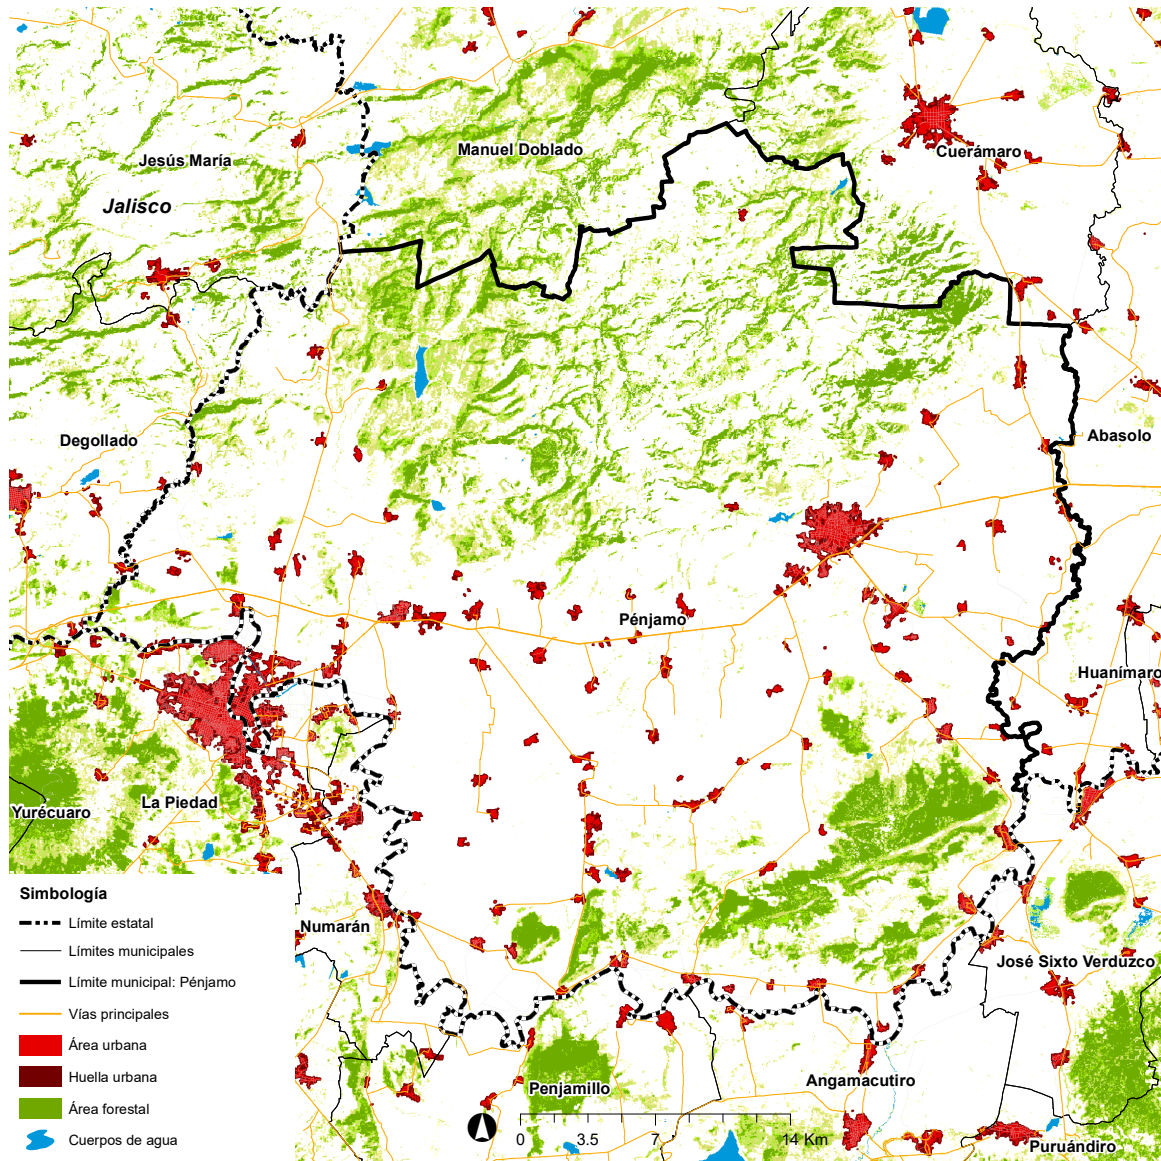 Manuel Doblado
Cuerámaro
Jesús María
Jalisco
Degollado
Abasolo
Pénjamo
Huanímaro
La Piedad
Yurécuaro
Simbología
Límite estatal
Límites municipales
Límite municipal: Pénjamo
Vías principales
Área urbana
Huella urbana
Área forestal
Cuerpos de agua
Numarán
José Sixto Verduzco
Penjamillo
Angamacutiro
Puruándiro
0 3.5 7 14 Km